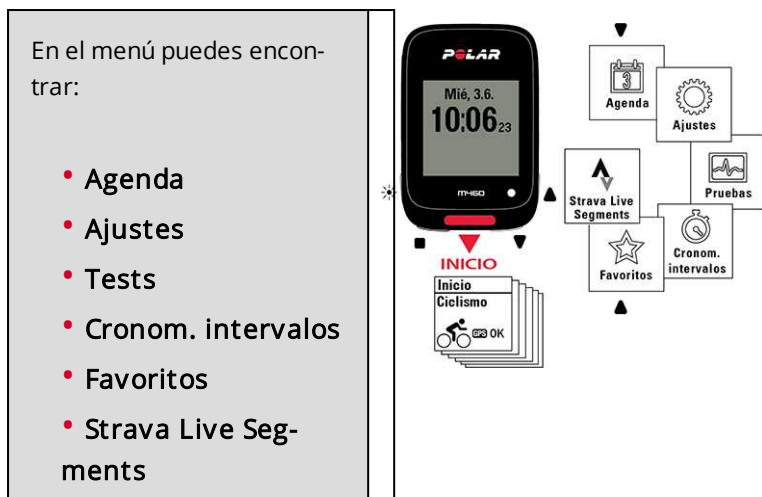 En el menú puedes encon-
trar:
• Agenda
• Ajustes
• Tests
• Cronom. intervalos
• Favoritos
• Strava Live Seg-
ments
POLAR
Mié, 3.6.
10:06 23
M460
INICIO
Inicio
Ciclismo
GPS OK
3
Agenda
Ajustes
Pruebas
Strava Live
Segments
Cronom.
intervalos
Favoritos